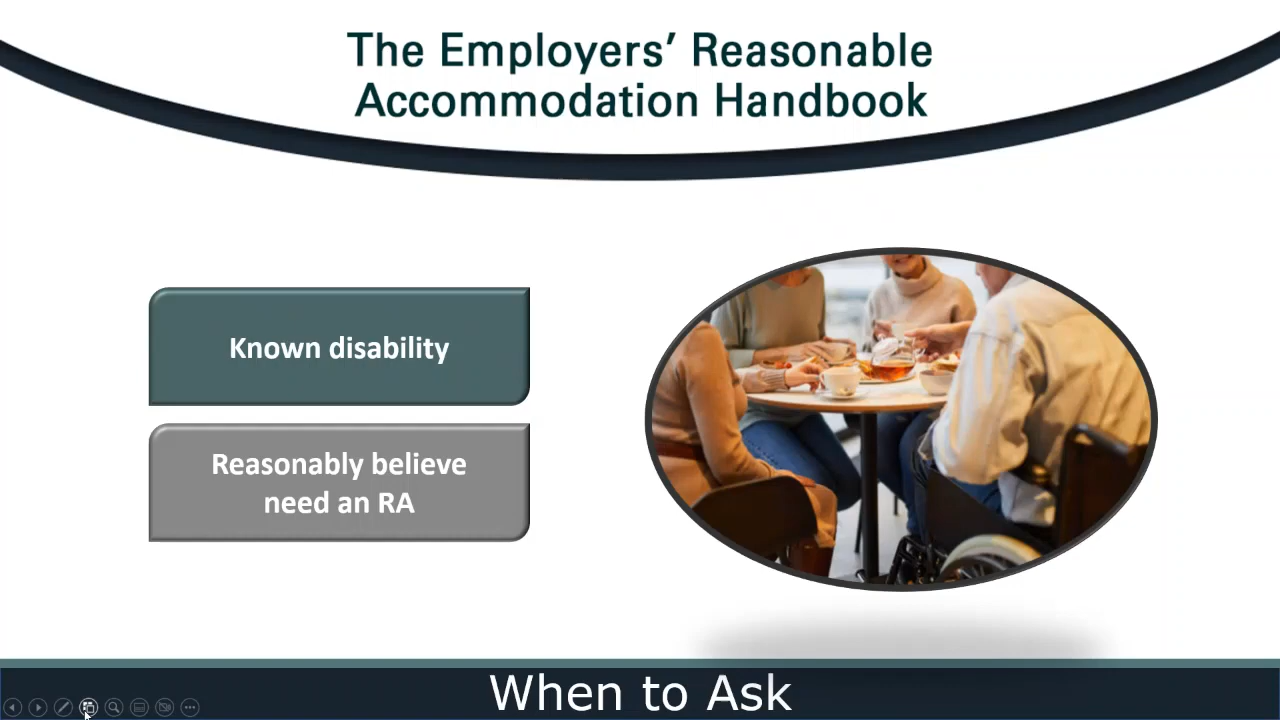 The Employers’ Reasonable
Accommodation Handbook
Known disability
Reasonably believe
need an RA
When to Ask